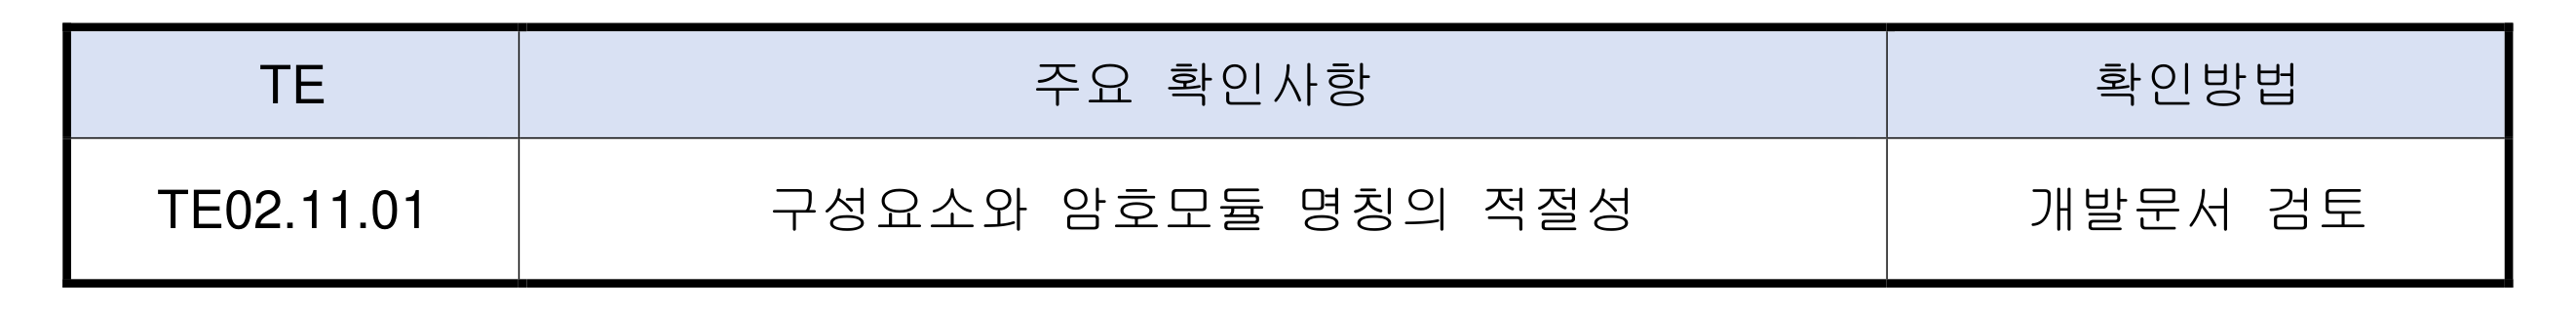 TE 주요 확인사항 확인방법
TE02.11.01 구성요소와 암호모듈 명칭의 적절성 개발문서 검토